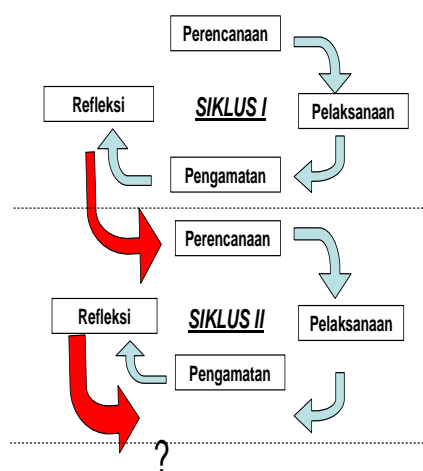 Perencanaan
Refleksi
SIKLUS I
Pelaksanaan
Pengamatan
Perencanaan
Refleksi
SIKLUS II
Pelaksanaan
Pengamatan
?